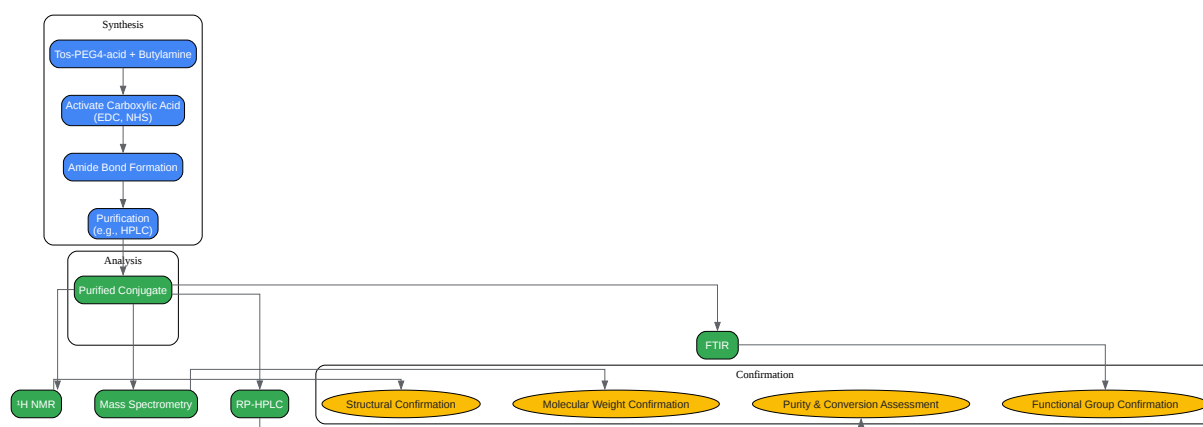 Synthesis
Tos-PEG4-acid + Butylamine
Activate Carboxylic Acid
(EDC, NHS)
Amide Bond Formation
Purification
(e.g., HPLC)
Analysis
Purified Conjugate
FTIR
Confirmation
¹H NMR
Mass Spectrometry
RP-HPLC
Structural Confirmation
Molecular Weight Confirmation
Purity & Conversion Assessment
Functional Group Confirmation